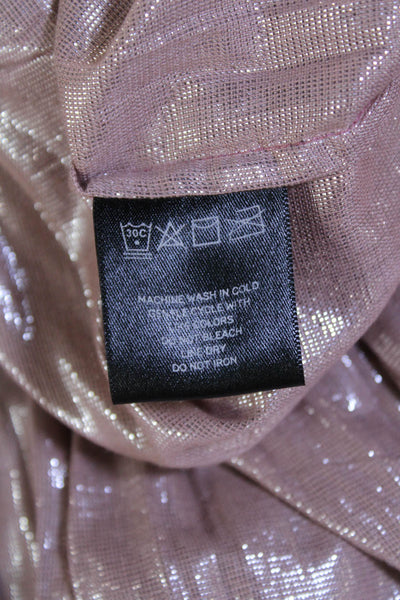 30C
MACHINE WASH IN COLD
GENTLE CYCLE WITH
LIKE COLORS
DO NOT BLEACH
LINE DRY
DO NOT IRON